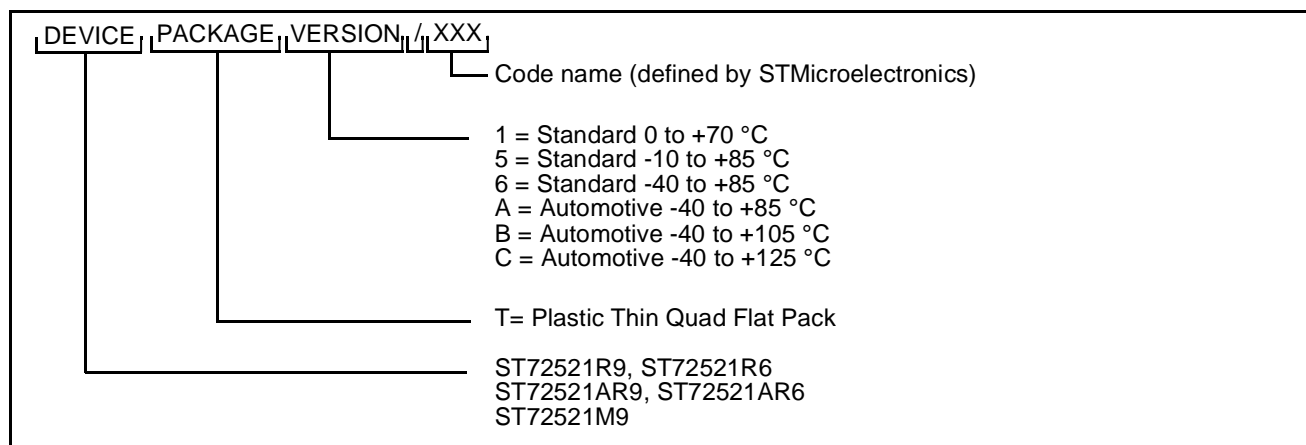 DEVICE PACKAGE VERSION / XXX
Code name (defined by STMicroelectronics)
1 = Standard 0 to +70 °C
5 = Standard -10 to +85 °C
6 = Standard -40 to +85 °C
A = Automotive -40 to +85 °C
B = Automotive -40 to +105 °C
C = Automotive -40 to +125 °C
T= Plastic Thin Quad Flat Pack
ST72521R9, ST72521R6
ST72521AR9, ST72521AR6
ST72521M9